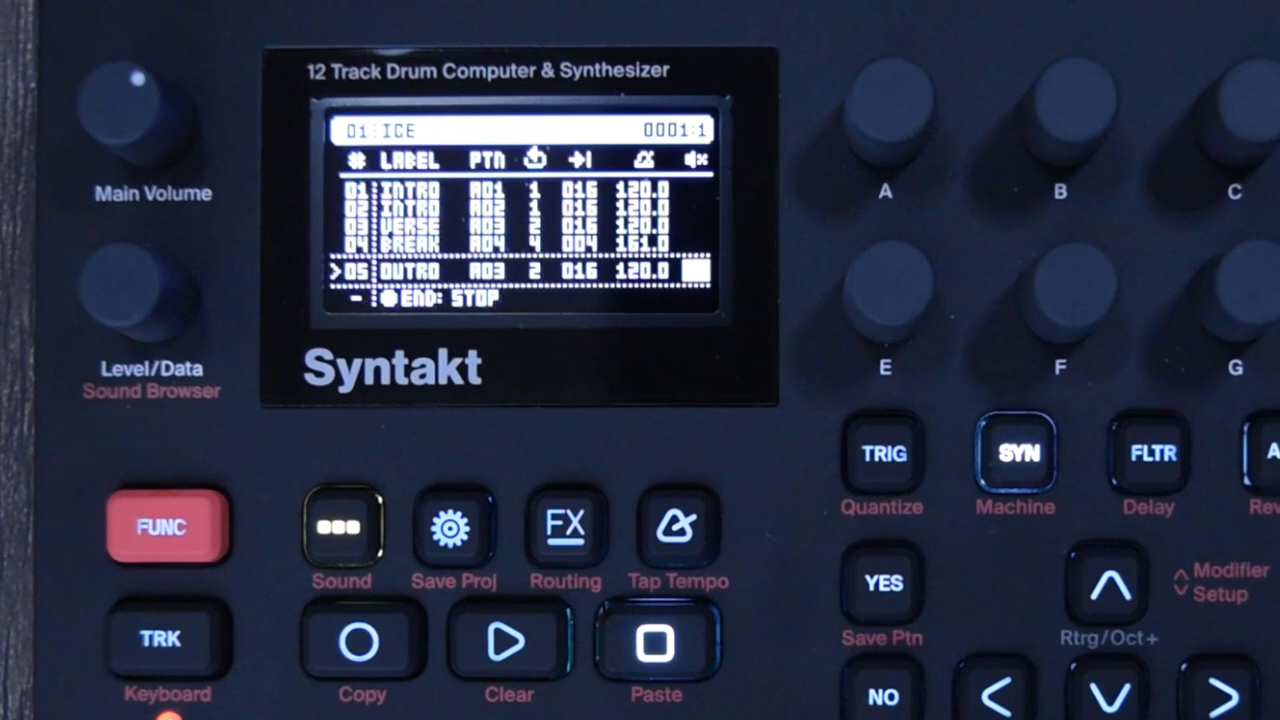 12 Track Drum Computer & Synthesizer
01:ICE 0001:1
# LABEL PTN
01 INTRO A01 1 016 120.0
02 INTRO A02 1 016 120.0
03 VERSE A03 2 016 120.0
04 BREAK A04 4 004 161.0
>05 OUTRO A03 2 016 120.0
- END: STOP
Syntakt
Main Volume
Level/Data
Sound Browser
A B C
E F G
TRIG SYN FLTR
Quantize Machine Delay
FUNC FX
Sound Save Proj Routing Tap Tempo
YES
Modifier
Setup
Save Ptn Rtrg/Oct+
TRK
Keyboard Copy Clear Paste
NO